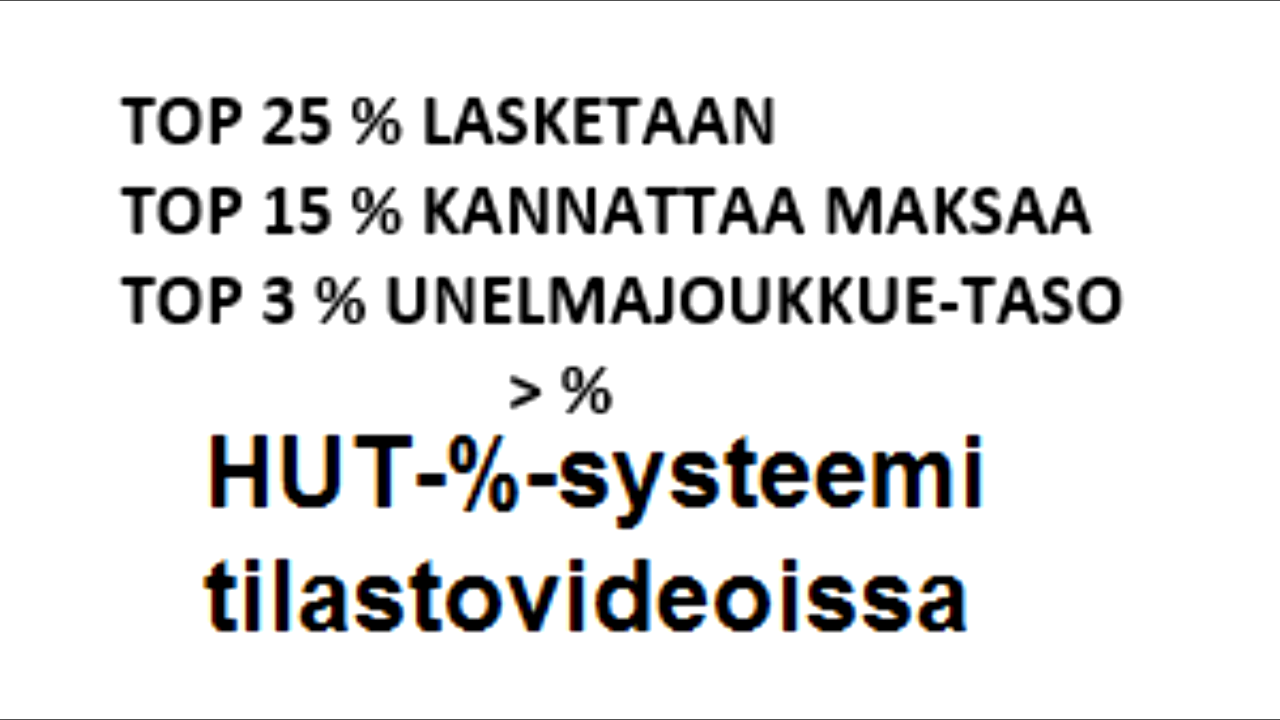 TOP 25 % LASKETAAN
TOP 15 % KANNATTAA MAKSAA
TOP 3 % UNELMAJOUKKUE-TASO
> %
HUT-%-systeemi
tilastovideoissa